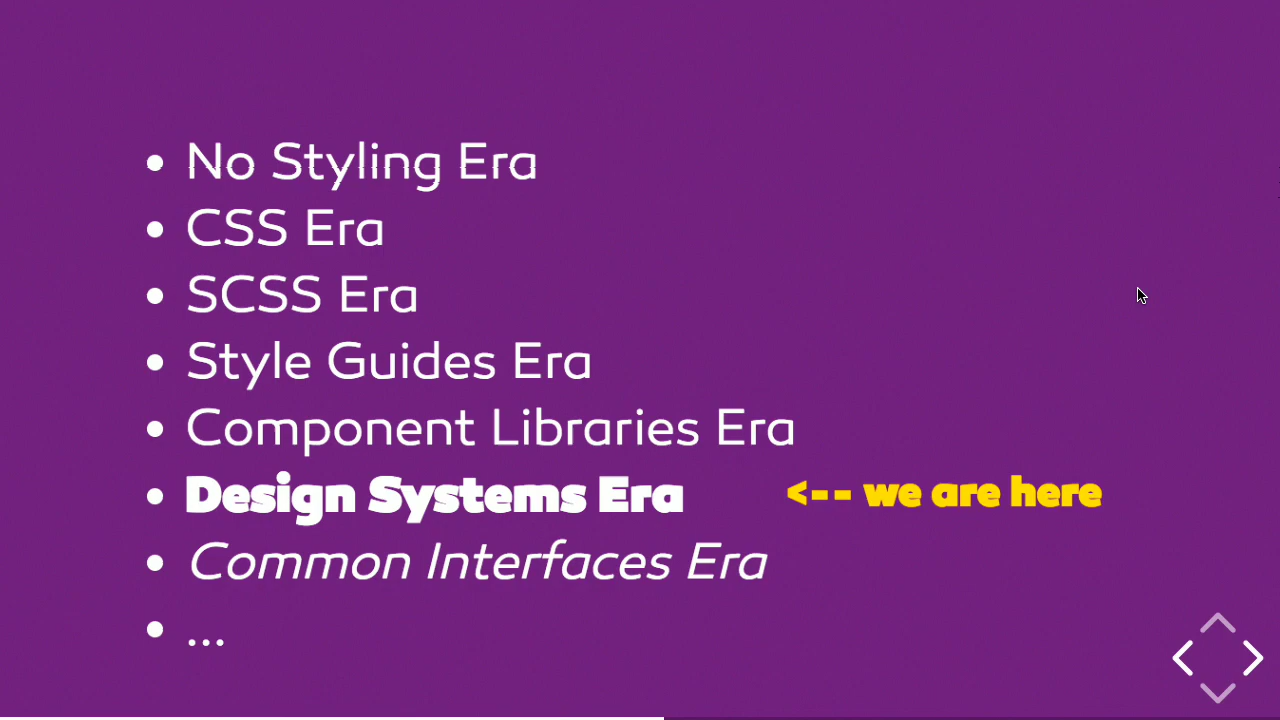 No Styling Era
CSS Era
SCSS Era
Style Guides Era
Component Libraries Era
Design Systems Era <-- we are here
Common Interfaces Era
...